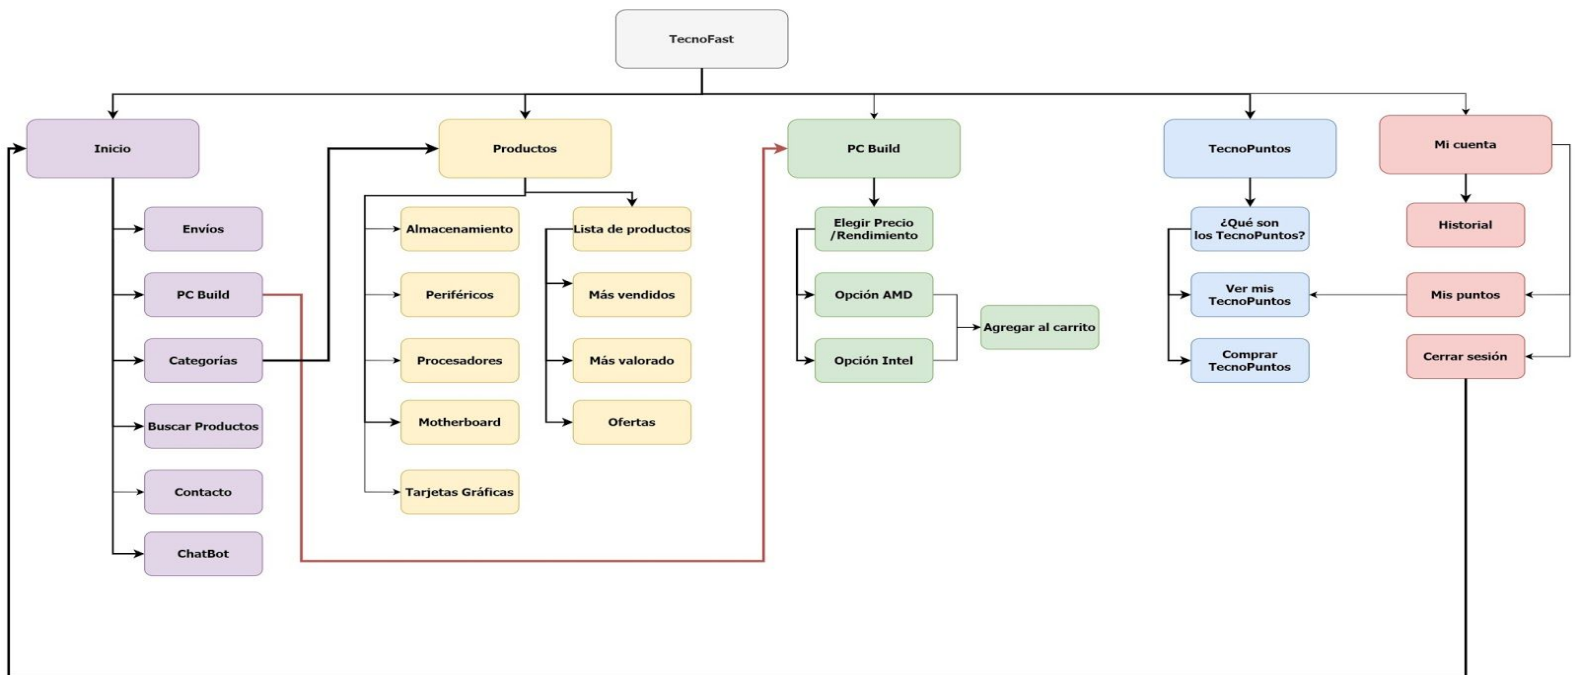 TecnoFast
Inicio
Productos
PC Build
TecnoPuntos
Mi cuenta
Envíos
PC Build
Categorías
Buscar Productos
Contacto
ChatBot
Almacenamiento
Periféricos
Procesadores
Motherboard
Tarjetas Gráficas
Lista de productos
Más vendidos
Más valorado
Ofertas
Elegir Precio
/Rendimiento
Opción AMD
Opción Intel
Agregar al carrito
¿Qué son
los TecnoPuntos?
Ver mis
TecnoPuntos
Comprar
TecnoPuntos
Historial
Mis puntos
Cerrar sesión